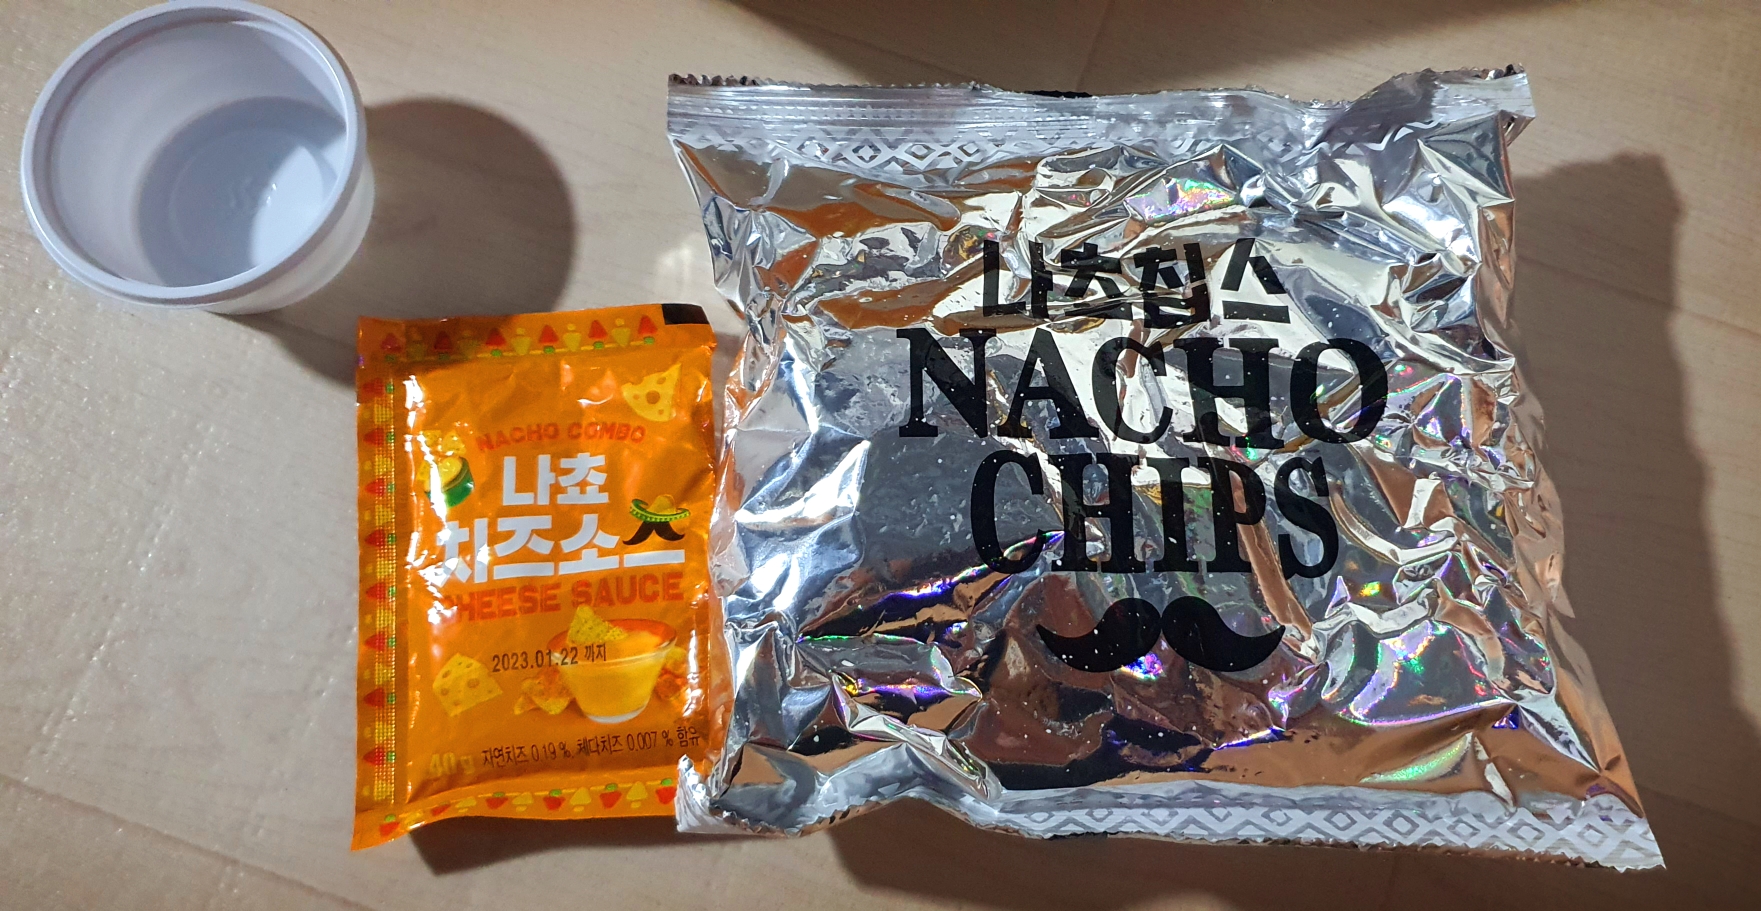 NACHO COMBO
나쵸
치즈소스
CHEESE SAUCE
2023.01.22 까지
40 g 자연치즈 0.19 %, 체다치즈 0.007 % 함유
나쵸칩스
NACHO
CHIPS